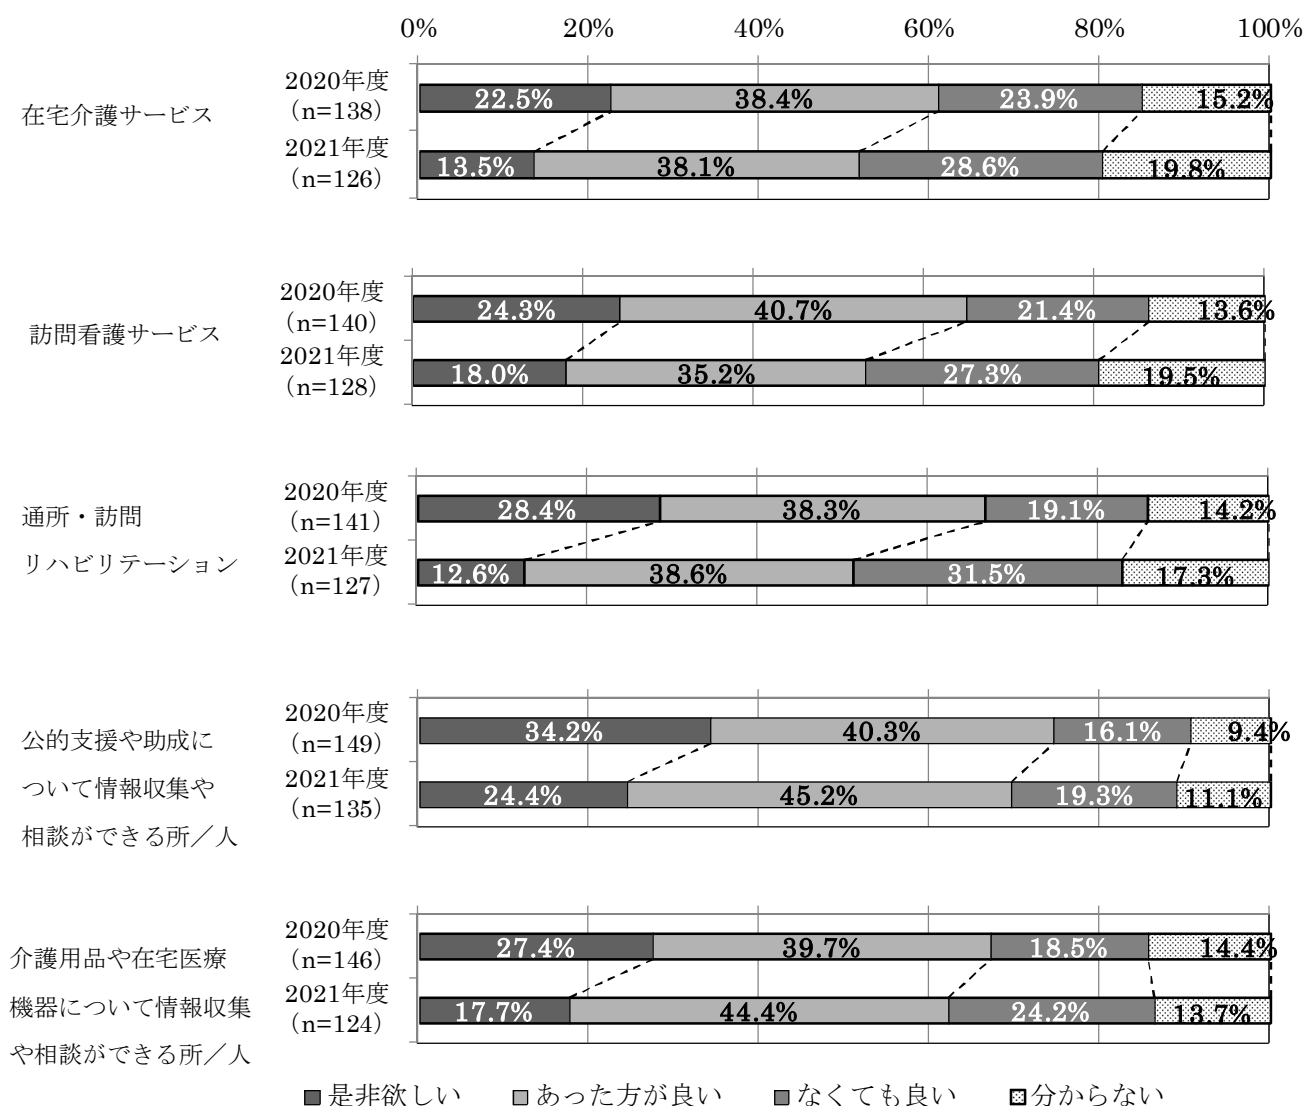 0% 20% 40% 60% 80% 100%
在宅介護サービス
2020年度
（n=138）
22.5% 38.4% 23.9% 15.2%
2021年度
（n=126）
13.5% 38.1% 28.6% 19.8%
訪問看護サービス
2020年度
（n=140）
24.3% 40.7% 21.4% 13.6%
2021年度
（n=128）
18.0% 35.2% 27.3% 19.5%
通所・訪問
リハビリテーション
2020年度
（n=141）
28.4% 38.3% 19.1% 14.2%
2021年度
（n=127）
12.6% 38.6% 31.5% 17.3%
公的支援や助成に
ついて情報収集や
相談ができる所／人
2020年度
（n=149）
34.2% 40.3% 16.1% 9.4%
2021年度
（n=135）
24.4% 45.2% 19.3% 11.1%
介護用品や在宅医療
機器について情報収集
や相談ができる所／人
2020年度
（n=146）
27.4% 39.7% 18.5% 14.4%
2021年度
（n=124）
17.7% 44.4% 24.2% 13.7%
是非欲しい あった方が良い なくても良い 分からない